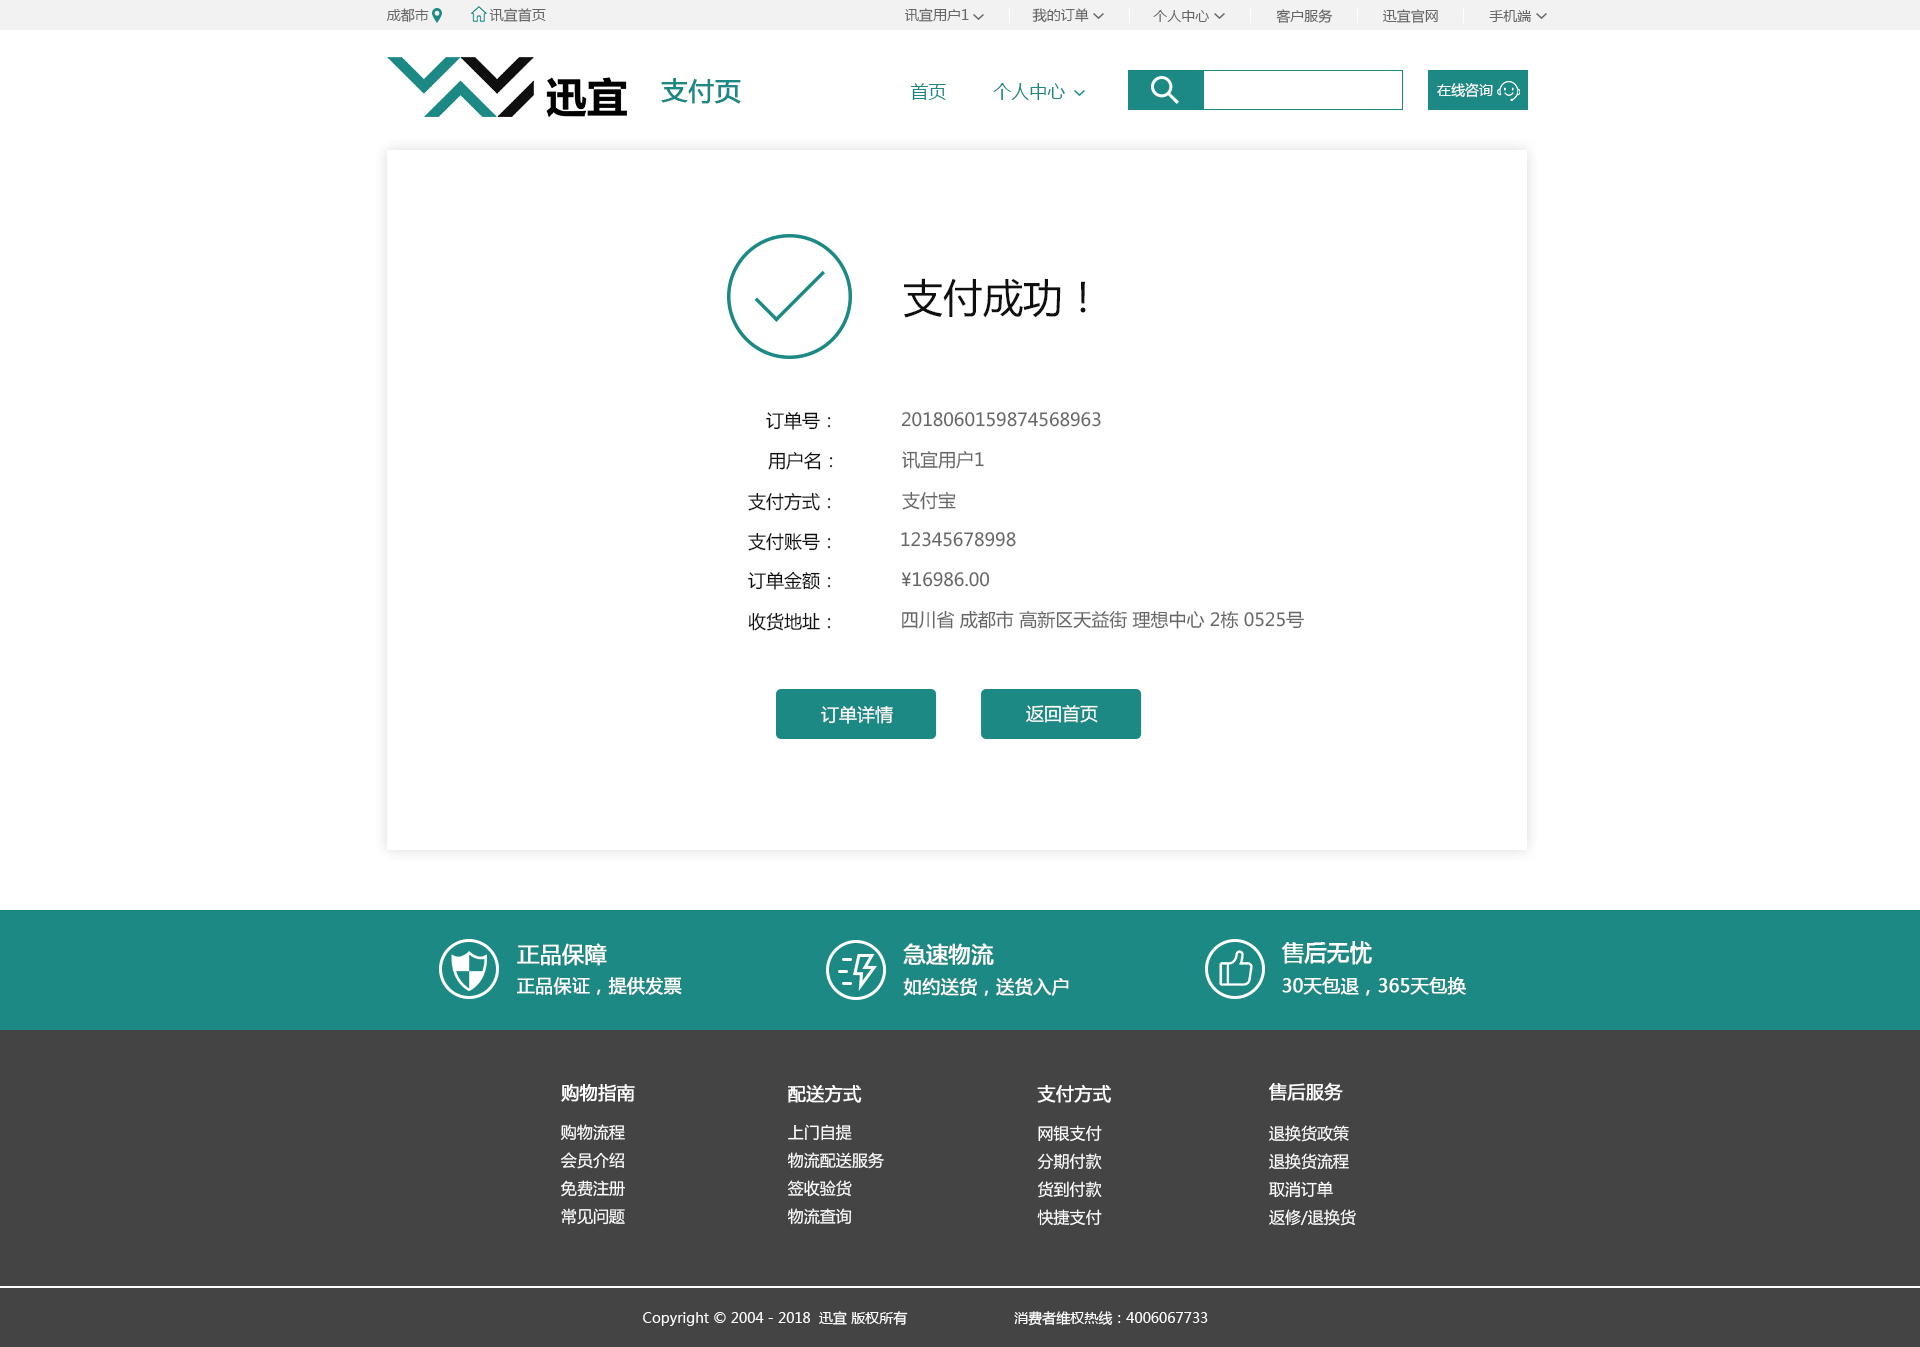 成都市 讯宜首页 讯宜用户1 我的订单 个人中心 客户服务 迅宜官网 手机端
迅宜 支付页 首页 个人中心 在线咨询
支付成功！
订单号： 2018060159874568963
用户名： 讯宜用户1
支付方式： 支付宝
支付账号： 12345678998
订单金额： ¥16986.00
收货地址： 四川省 成都市 高新区天益街 理想中心 2栋 0525号
订单详情 返回首页
正品保障 急速物流 售后无忧
正品保证，提供发票 如约送货，送货入户 30天包退，365天包换
购物指南 配送方式 支付方式 售后服务
购物流程 上门自提 网银支付 退换货政策
会员介绍 物流配送服务 分期付款 退换货流程
免费注册 签收验货 货到付款 取消订单
常见问题 物流查询 快捷支付 返修/退换货
Copyright © 2004 - 2018 迅宜 版权所有 消费者维权热线：4006067733